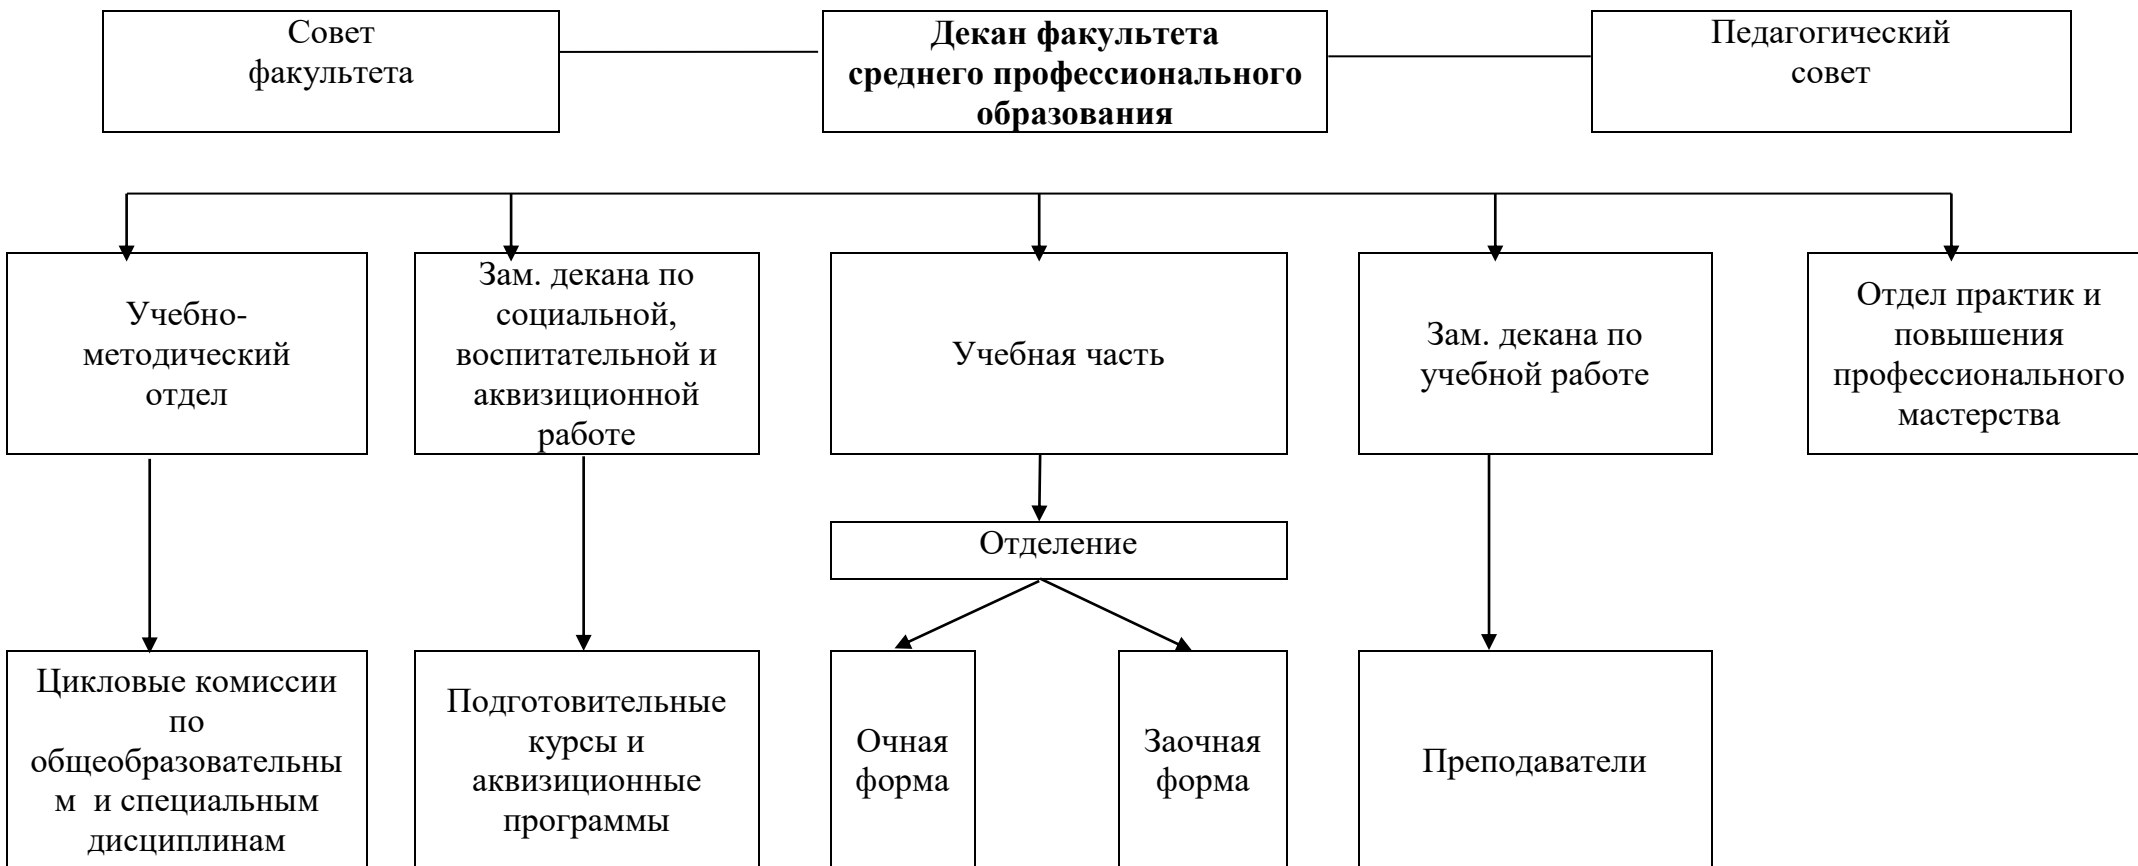 Совет
факультета
Декан факультета
среднего профессионального
образования
Педагогический
совет
Учебно-
методический
отдел
Зам. декана по
социальной,
воспитательной и
аквизиционной
работе
Учебная часть
Зам. декана по
учебной работе
Отдел практик и
повышения
профессионального
мастерства
Отделение
Цикловые комиссии
по
общеобразовательны
м и специальным
дисциплинам
Подготовительные
курсы и
аквизиционные
программы
Очная
форма
Заочная
форма
Преподаватели